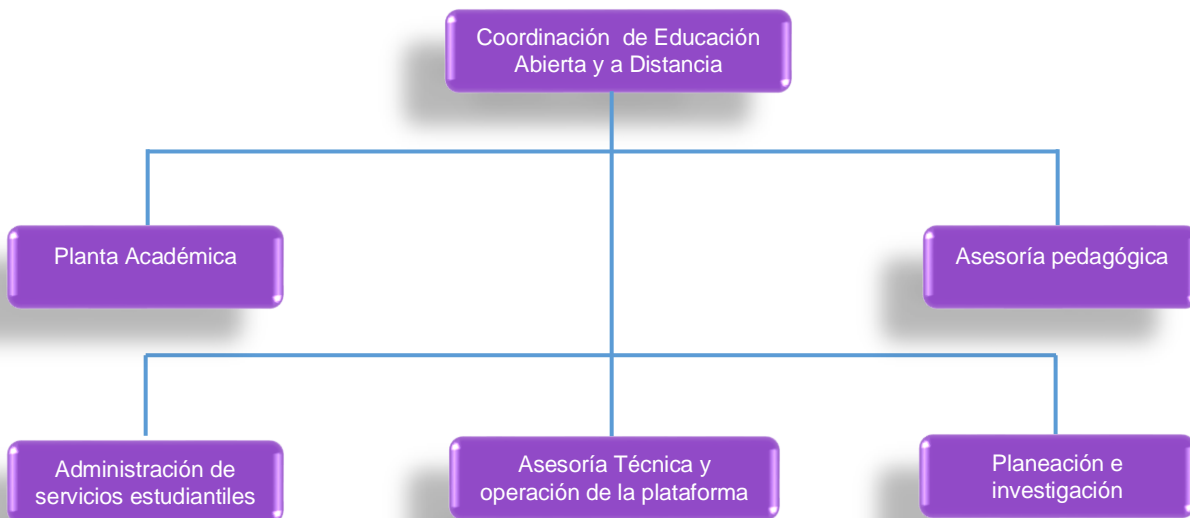 Coordinación de Educación
Abierta y a Distancia
Planta Académica
Asesoría pedagógica
Administración de
servicios estudiantiles
Asesoría Técnica y
operación de la plataforma
Planeación e
investigación